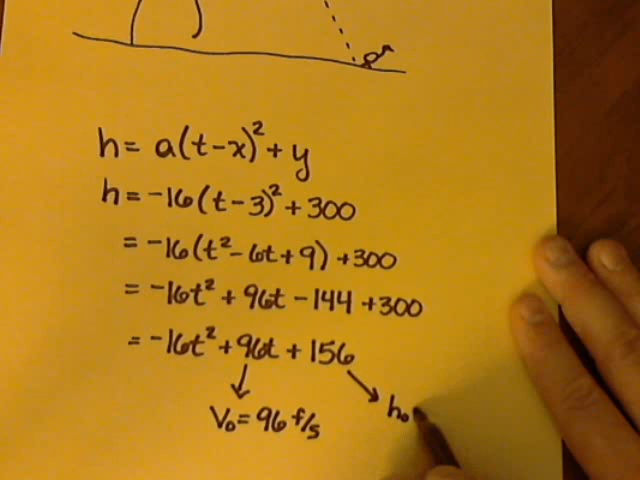 h = a(t-x)² + y
h = -16(t-3)² + 300
= -16(t² - 6t + 9) + 300
= -16t² + 96t - 144 + 300
= -16t² + 96t + 156
V₀ = 96 f/s
h₀